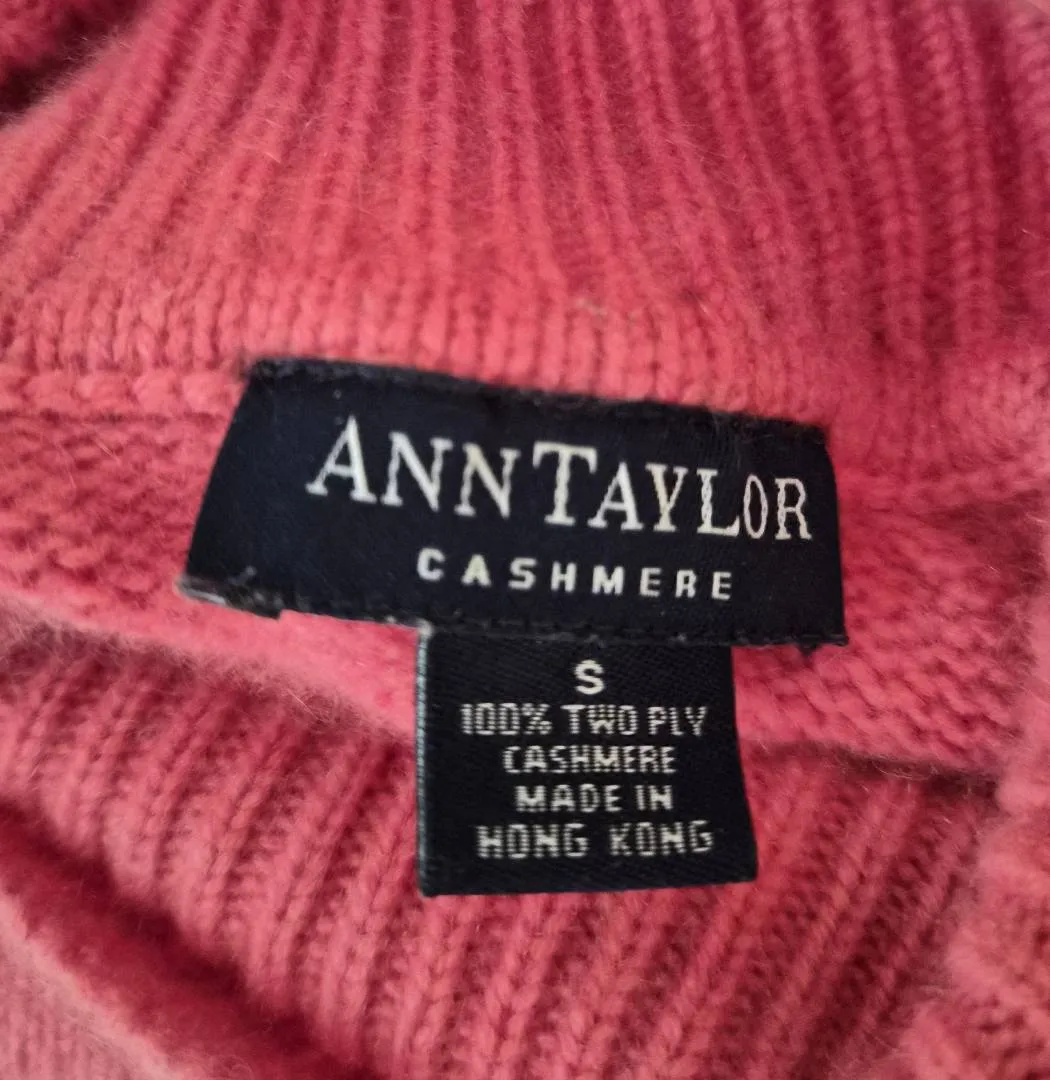 ANNTAYLOR
CASHMERE
S
100% TWO PLY
CASHMERE
MADE IN
HONG KONG